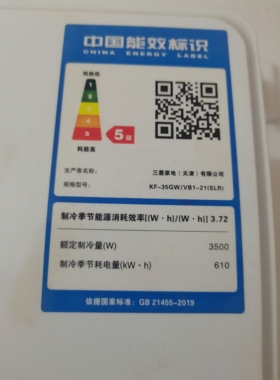 中国能效标识
CHINA ENERGY LABEL
耗能低
1
2
3
4
5
5级
耗能高
生产者名称: 三菱家电（天津）有限公司
规格型号: KF-35GW/VB1-21(SLR)
制冷季节能源消耗效率[(W·h)/(W·h)] 3.72
额定制冷量(W) 3500
制冷季节耗电量(kW·h) 610
依据国家标准: GB 21455-2019